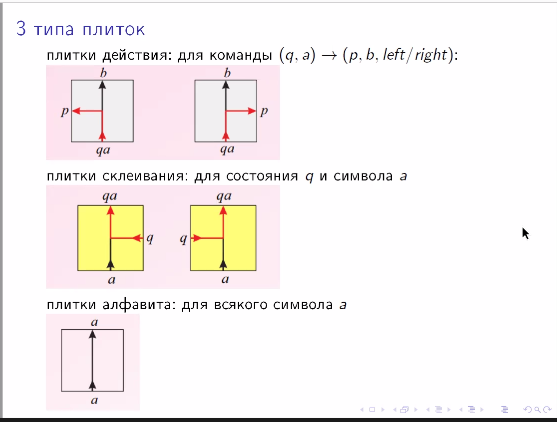 3 типа плиток
плитки действия: для команды (q, a) → (p, b, left/right):
b b
p p
qa qa
плитки склеивания: для состояния q и символа a
qa qa
q q
a a
плитки алфавита: для всякого символа a
a
a